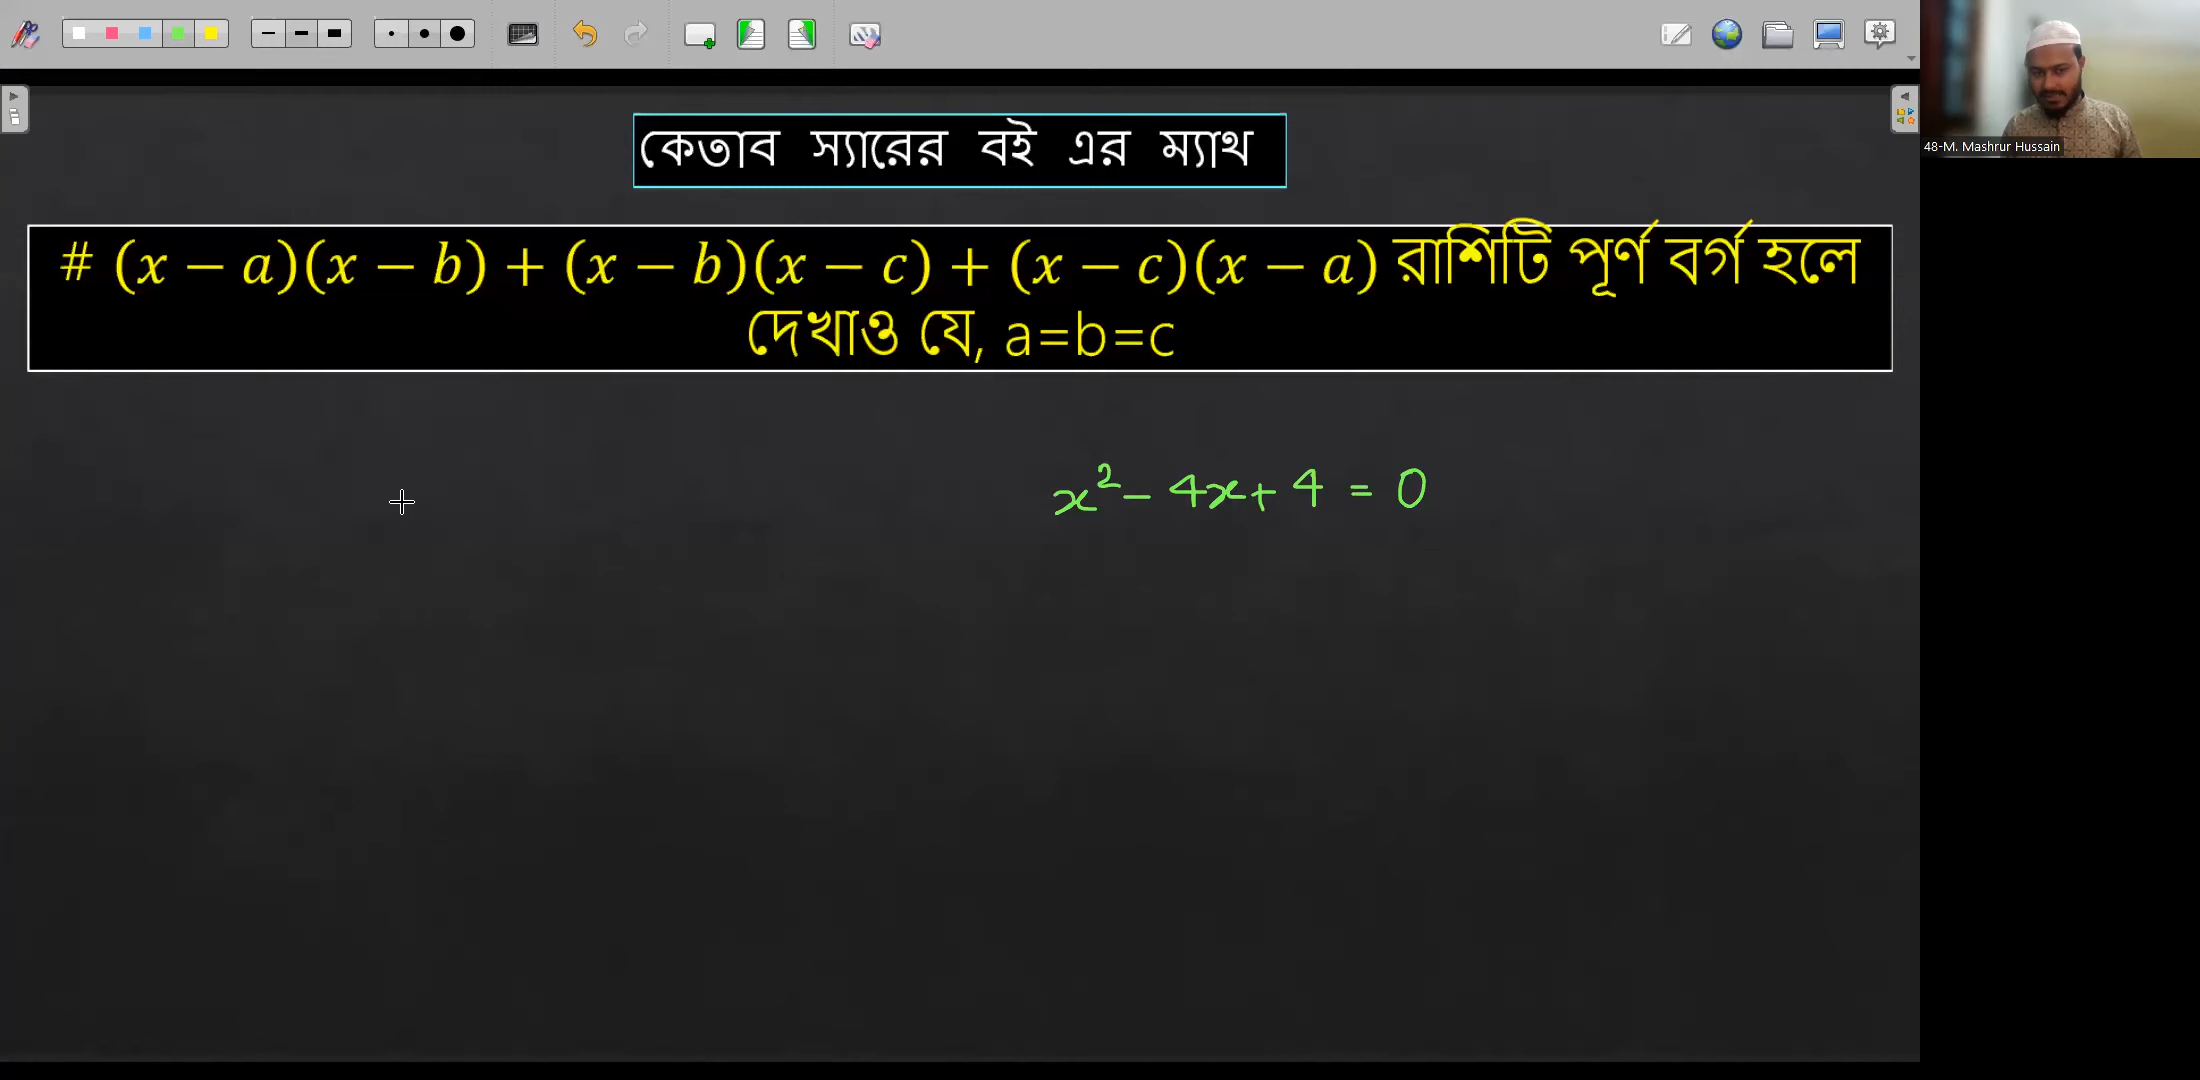 48-M. Mashrur Hussain
কেতাব স্যারের বই এর ম্যাথ
# (x − a)(x − b) + (x − b)(x − c) + (x − c)(x − a) রাশিটি পূর্ণ বর্গ হলে
দেখাও যে, a=b=c
x² − 4x + 4 = 0